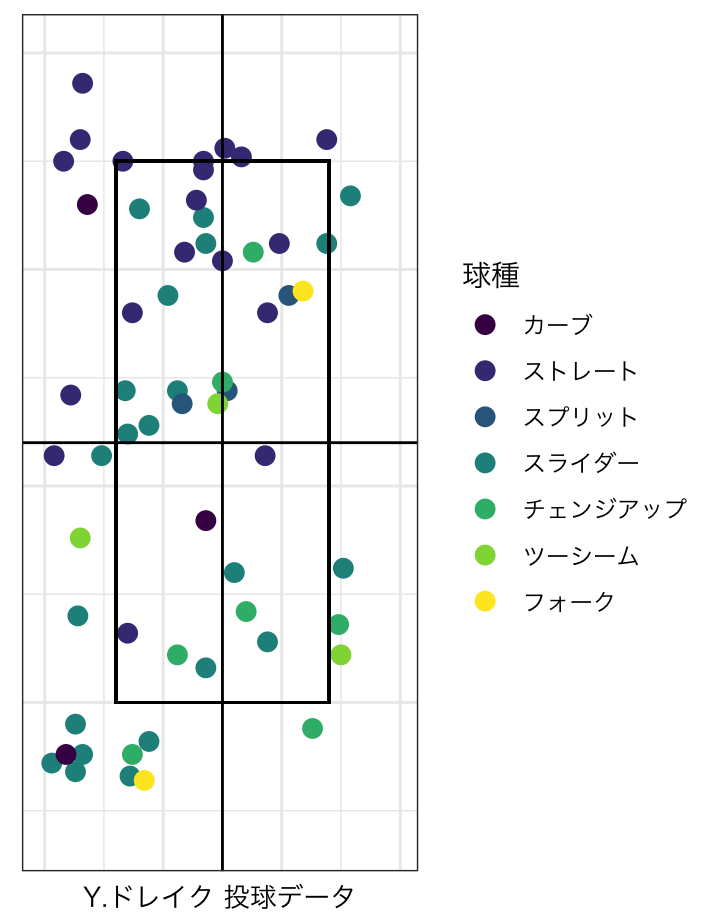 球種
カーブ
ストレート
スプリット
スライダー
チェンジアップ
ツーシーム
フォーク
Y.ドレイク 投球データ